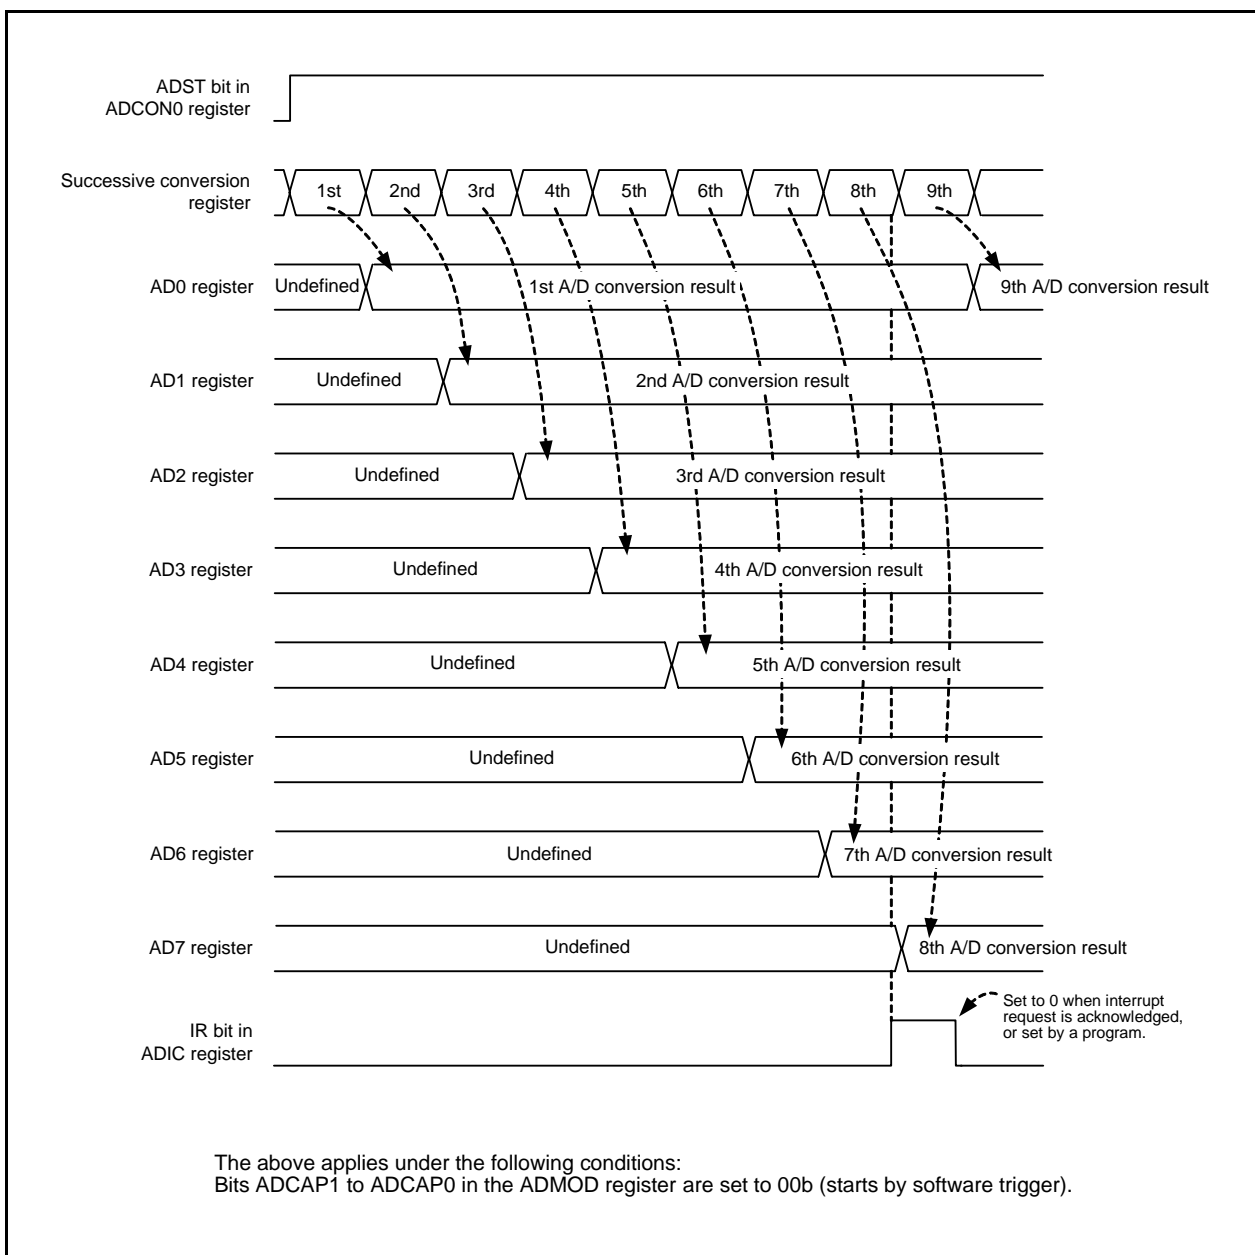 ADST bit in
ADCON0 register
Successive conversion
register
1st 2nd 3rd 4th 5th 6th 7th 8th 9th
AD0 register
Undefined 1st A/D conversion result 9th A/D conversion result
AD1 register
Undefined 2nd A/D conversion result
AD2 register
Undefined 3rd A/D conversion result
AD3 register
Undefined 4th A/D conversion result
AD4 register
Undefined 5th A/D conversion result
AD5 register
Undefined 6th A/D conversion result
AD6 register
Undefined 7th A/D conversion result
AD7 register
Undefined 8th A/D conversion result
IR bit in
ADIC register
Set to 0 when interrupt
request is acknowledged,
or set by a program.
The above applies under the following conditions:
Bits ADCAP1 to ADCAP0 in the ADMOD register are set to 00b (starts by software trigger).